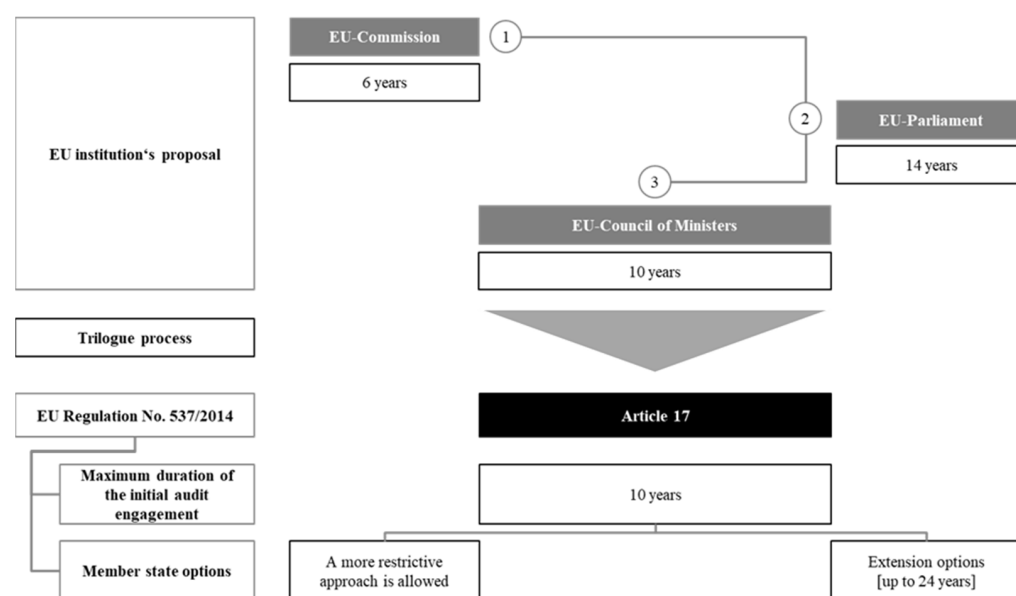 EU-Commission
1
6 years
2
EU-Parliament
EU institution‘s proposal
14 years
3
EU-Council of Ministers
10 years
Trilogue process
EU Regulation No. 537/2014
Article 17
Maximum duration of
the initial audit
engagement
10 years
Member state options
A more restrictive
approach is allowed
Extension options
[up to 24 years]